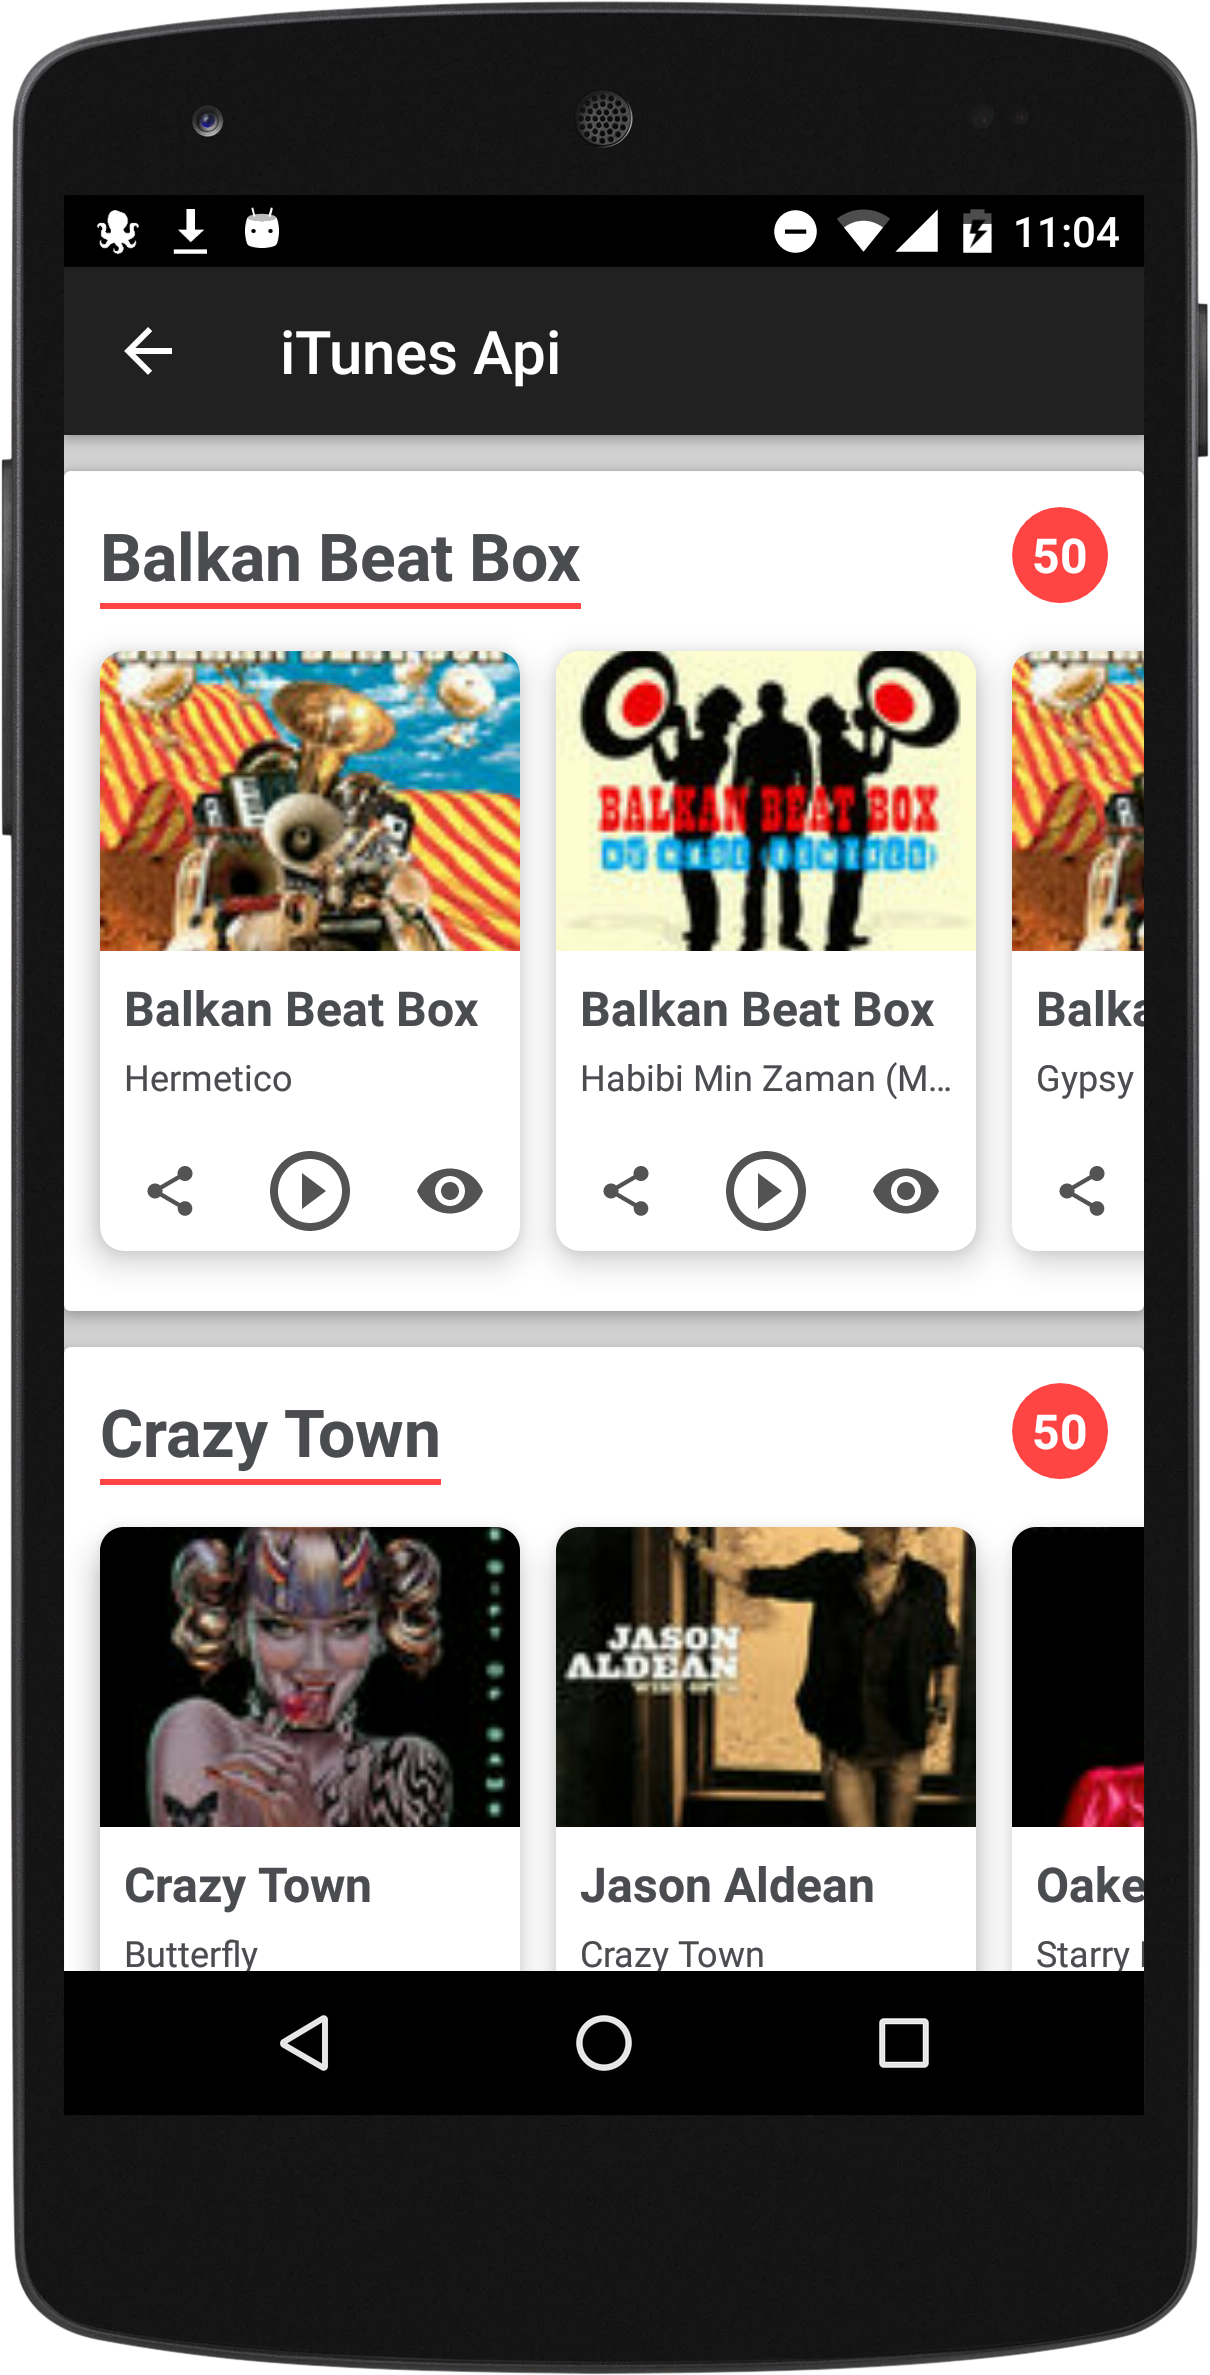 11:04
iTunes Api
Balkan Beat Box
50
BALKAN BEAT BOX
Balkan Beat Box
Hermetico
Balkan Beat Box
Habibi Min Zaman (M...
Balka
Gypsy
Crazy Town
50
JASON
ALDEAN
Crazy Town
Butterfly
Jason Aldean
Crazy Town
Oake
Starry